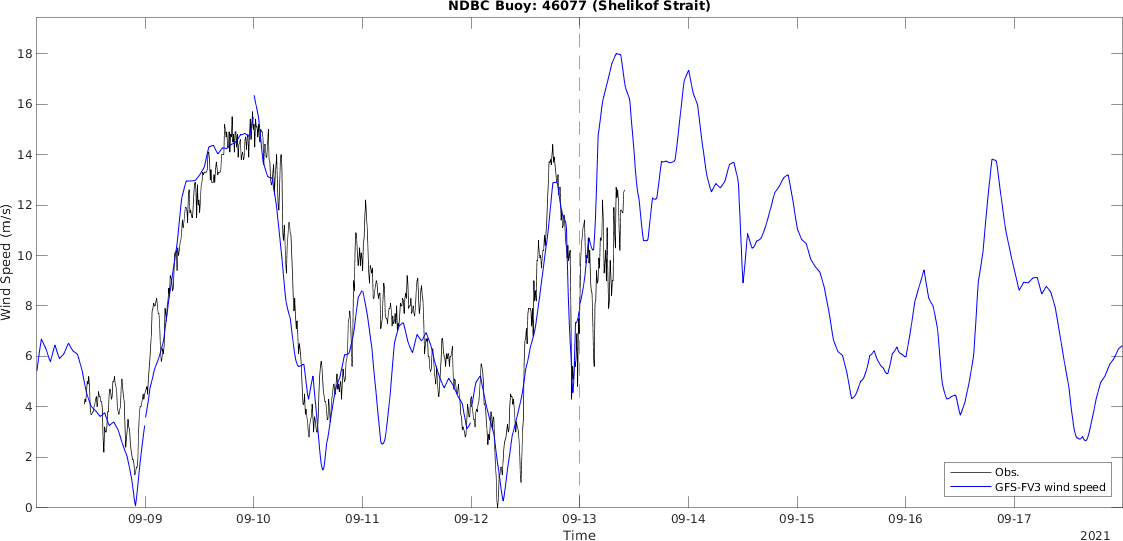 NDBC Buoy: 46077 (Shelikof Strait)
Wind Speed (m/s)
18
16
14
12
10
8
6
4
2
0
09-09 09-10 09-11 09-12 09-13 09-14 09-15 09-16 09-17
Time
2021
Obs.
GFS-FV3 wind speed